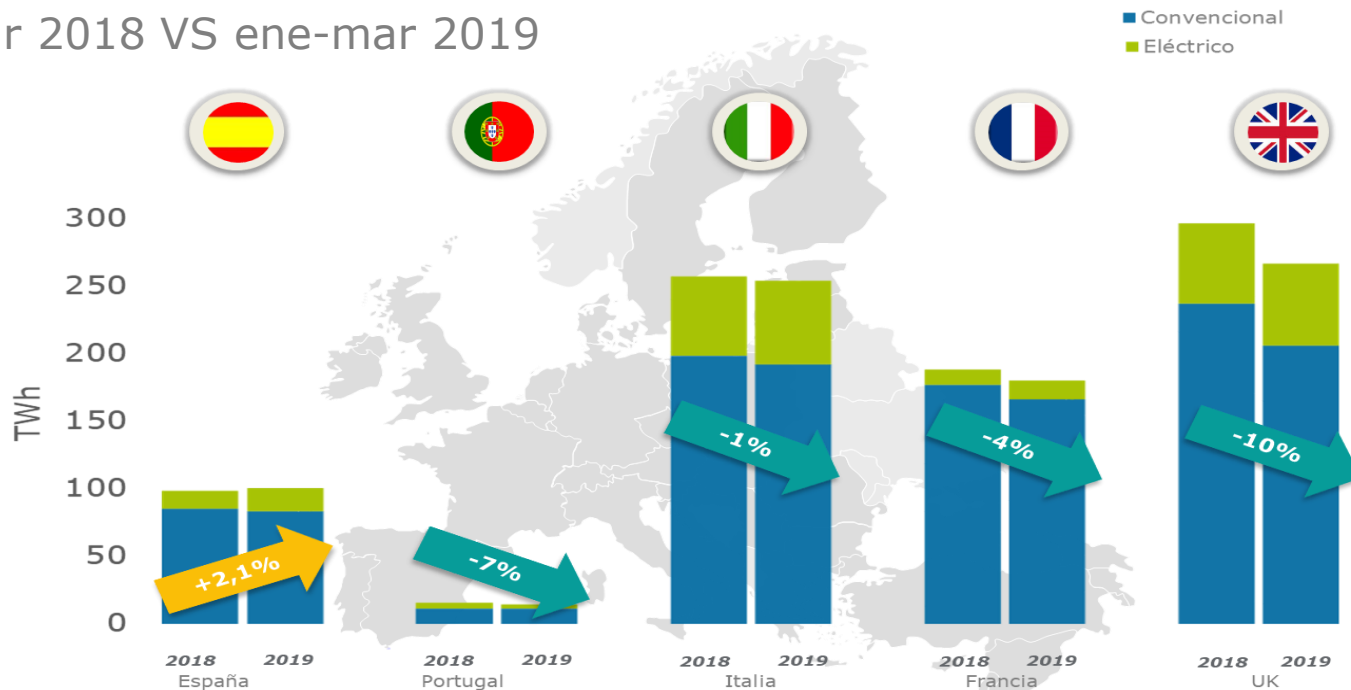 r 2018 VS ene-mar 2019
Convencional
Eléctrico
300
250
200
150
100
50
0
TWh
+2,1%
-7%
-1%
-4%
-10%
2018 2019
España
2018 2019
Portugal
2018 2019
Italia
2018 2019
Francia
2018 2019
UK